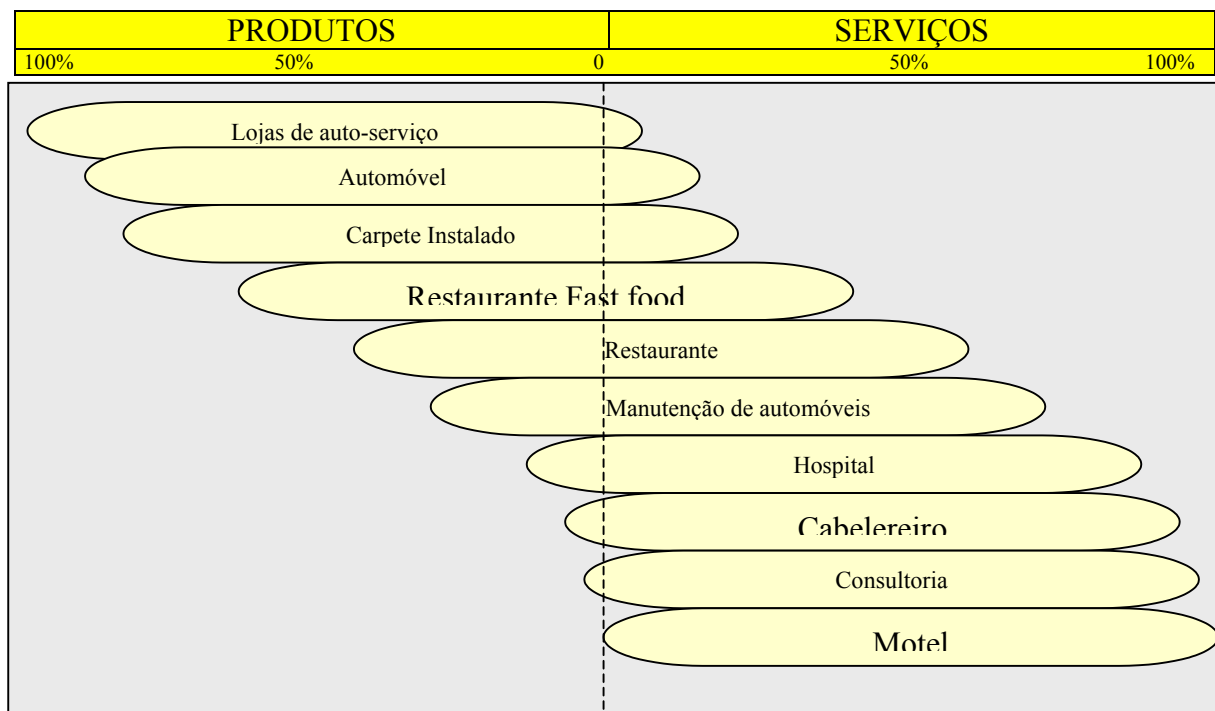 PRODUTOS SERVIÇOS
100% 50% 0 50% 100%
Lojas de auto-serviço
Automóvel
Carpete Instalado
Restaurante Fast food
Restaurante
Manutenção de automóveis
Hospital
Cabelereiro
Consultoria
Motel